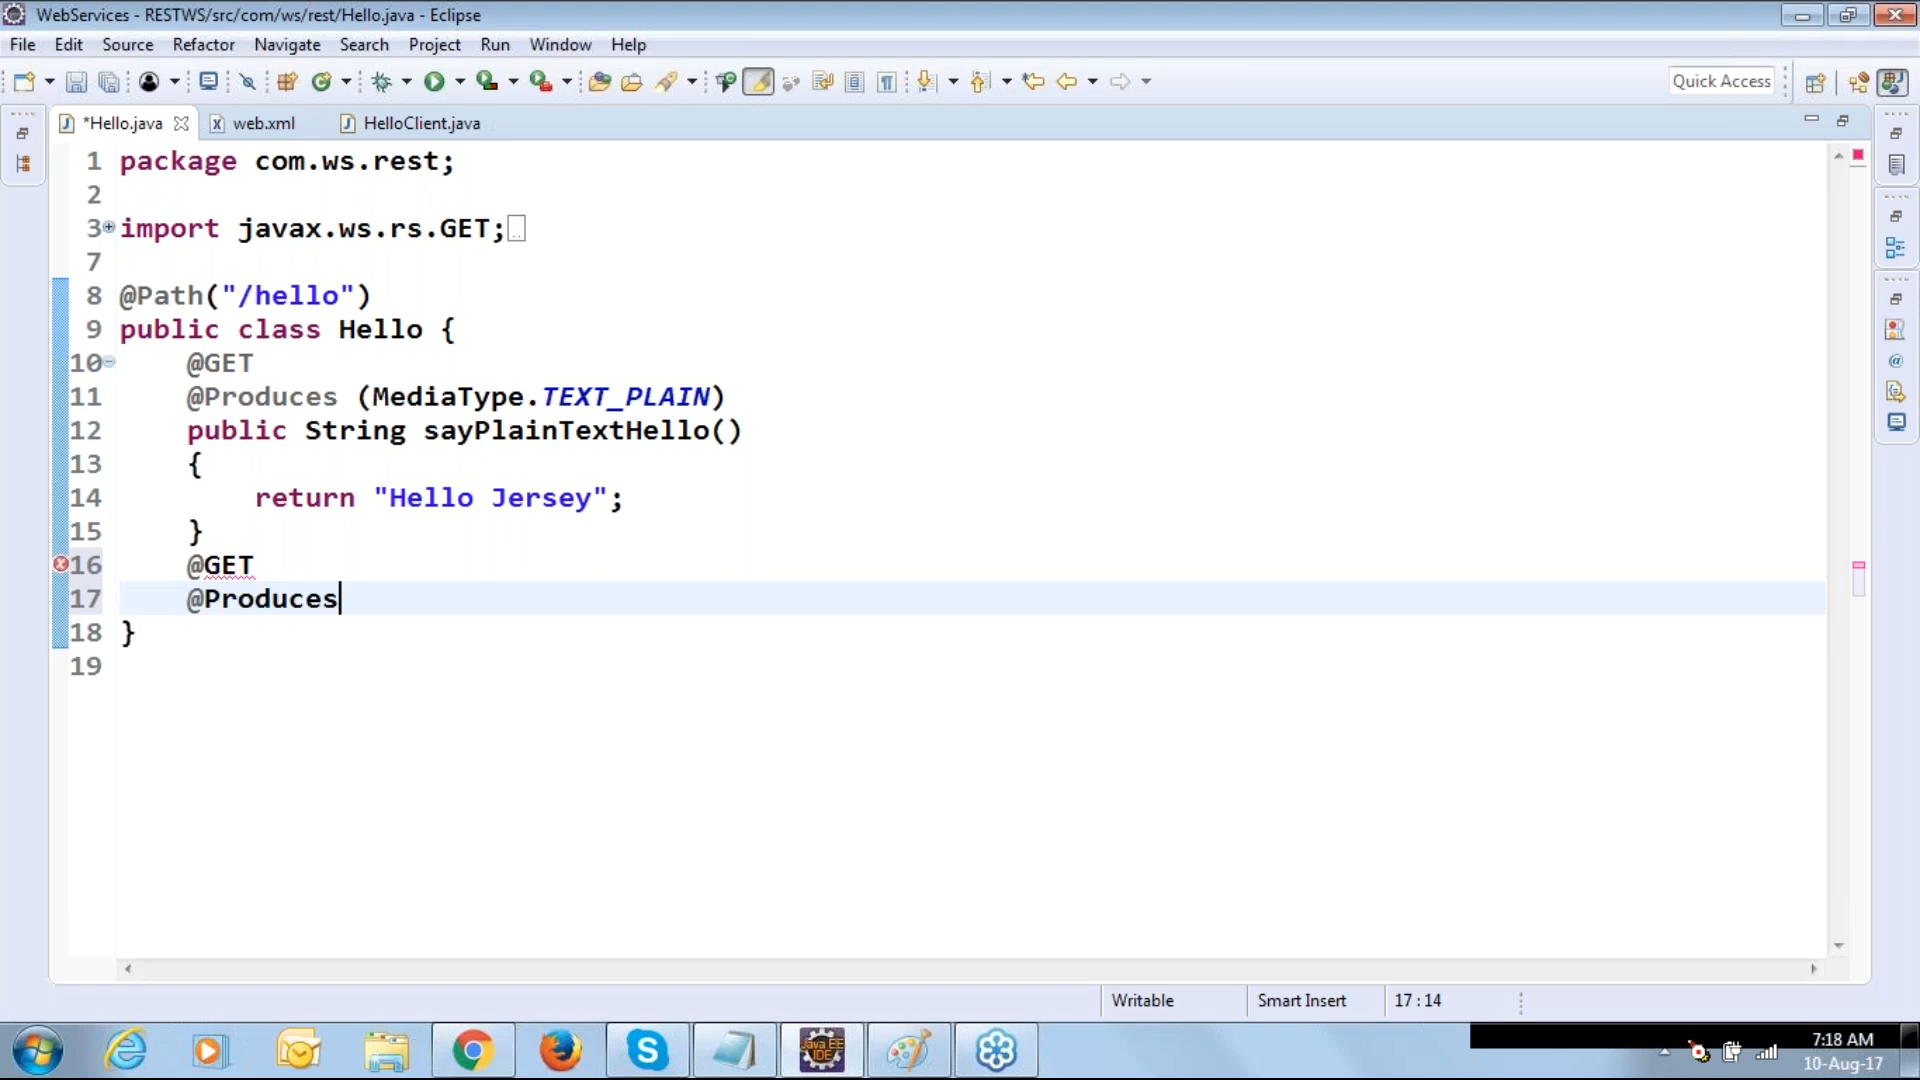 WebServices - RESTWS/src/com/ws/rest/Hello.java - Eclipse
File Edit Source Refactor Navigate Search Project Run Window Help
Quick Access
*Hello.java web.xml HelloClient.java
1 package com.ws.rest;
2
3 import javax.ws.rs.GET;
7
8 @Path("/hello")
9 public class Hello {
10 @GET
11 @Produces (MediaType.TEXT_PLAIN)
12 public String sayPlainTextHello()
13 {
14 return "Hello Jersey";
15 }
16 @GET
17 @Produces
18 }
19
Writable Smart Insert 17 : 14
Java EE
IDE
7:18 AM
10-Aug-17